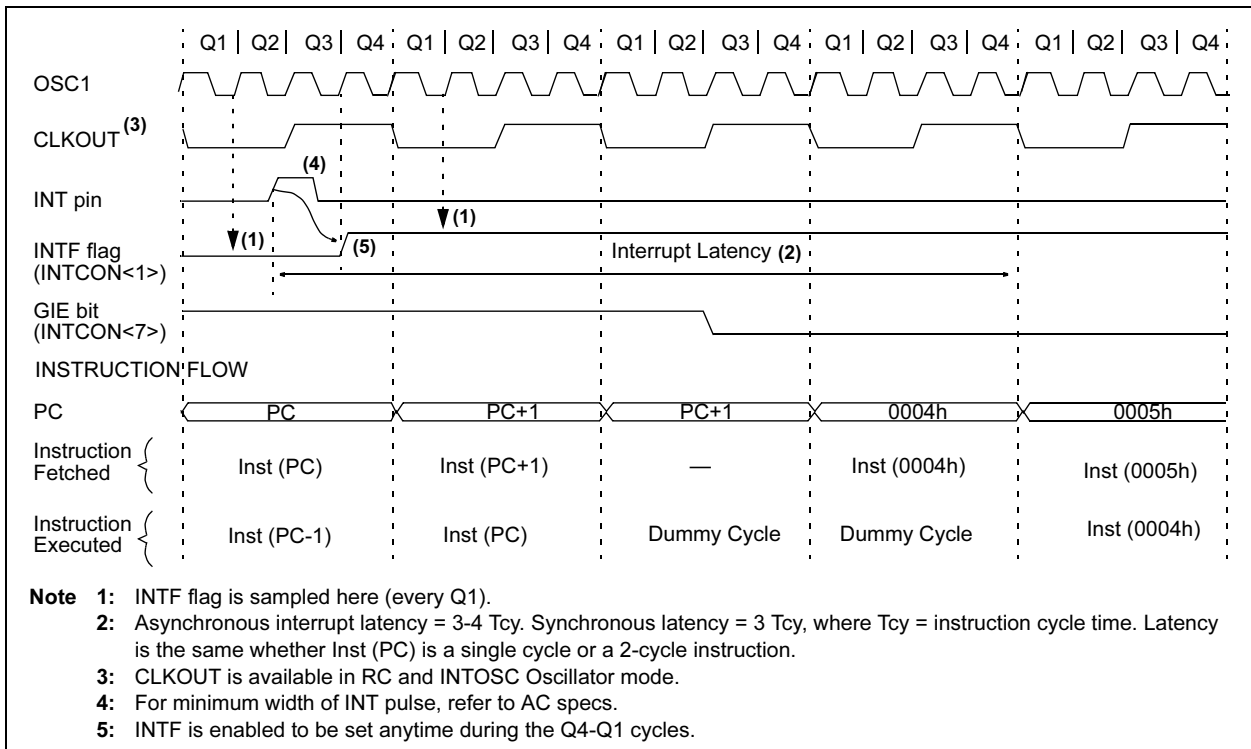 Q1 | Q2 | Q3 | Q4 Q1 | Q2 | Q3 | Q4 Q1 | Q2 | Q3 | Q4 Q1 | Q2 | Q3 | Q4 Q1 | Q2 | Q3 | Q4
OSC1
CLKOUT (3)
(4)
INT pin
(1)
(1)
(5)
INTF flag
(INTCON<1>)
Interrupt Latency (2)
GIE bit
(INTCON<7>)
INSTRUCTION FLOW
PC PC PC+1 PC+1 0004h 0005h
Instruction
Fetched
Inst (PC) Inst (PC+1) — Inst (0004h) Inst (0005h)
Instruction
Executed
Inst (PC-1) Inst (PC) Dummy Cycle Dummy Cycle Inst (0004h)
Note 1: INTF flag is sampled here (every Q1).
2: Asynchronous interrupt latency = 3-4 Tcy. Synchronous latency = 3 Tcy, where Tcy = instruction cycle time. Latency
is the same whether Inst (PC) is a single cycle or a 2-cycle instruction.
3: CLKOUT is available in RC and INTOSC Oscillator mode.
4: For minimum width of INT pulse, refer to AC specs.
5: INTF is enabled to be set anytime during the Q4-Q1 cycles.